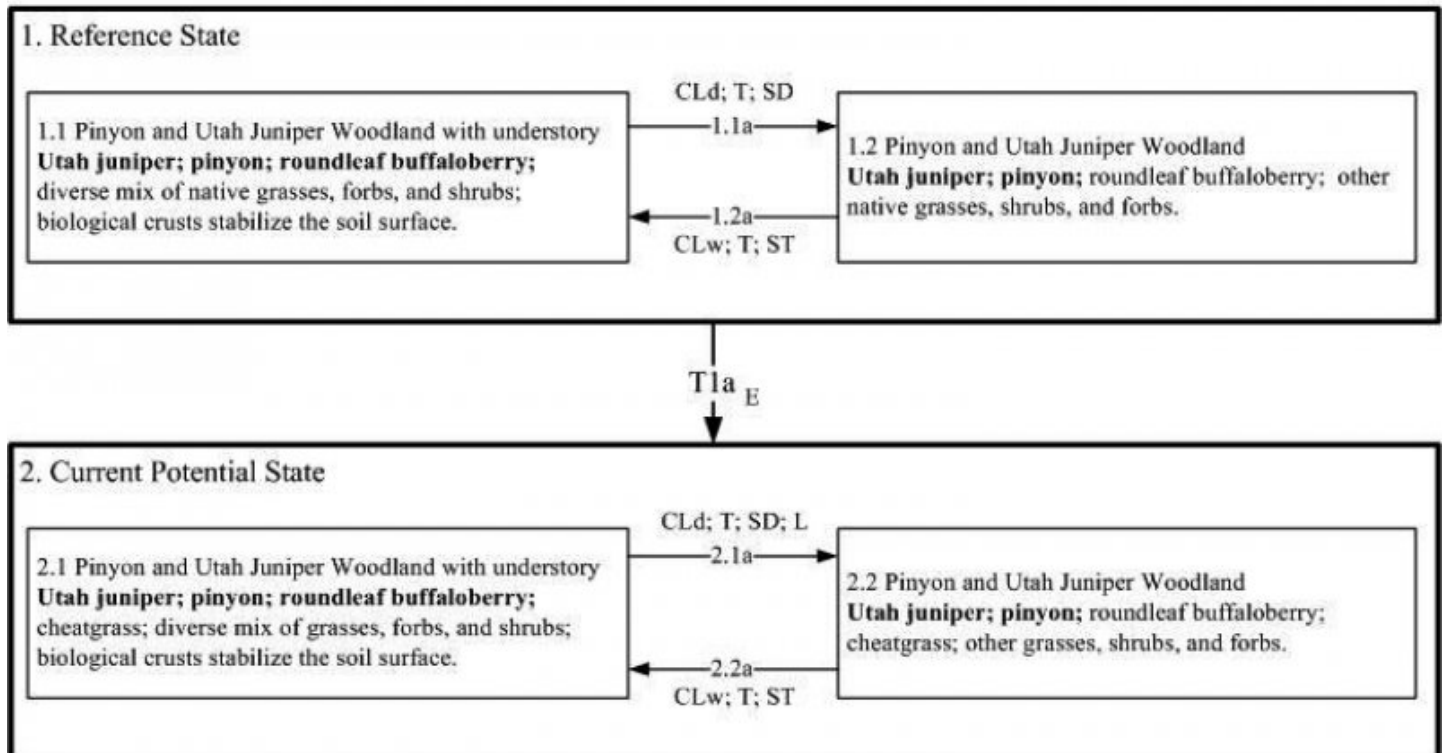 1. Reference State
CLd; T; SD
1.1 Pinyon and Utah Juniper Woodland with understory
Utah juniper; pinyon; roundleaf buffaloberry;
diverse mix of native grasses, forbs, and shrubs;
biological crusts stabilize the soil surface.
1.1a
1.2a
CLw; T; ST
1.2 Pinyon and Utah Juniper Woodland
Utah juniper; pinyon; roundleaf buffaloberry; other
native grasses, shrubs, and forbs.
T1a E
2. Current Potential State
CLd; T; SD; L
2.1 Pinyon and Utah Juniper Woodland with understory
Utah juniper; pinyon; roundleaf buffaloberry;
cheatgrass; diverse mix of grasses, forbs, and shrubs;
biological crusts stabilize the soil surface.
2.1a
2.2a
CLw; T; ST
2.2 Pinyon and Utah Juniper Woodland
Utah juniper; pinyon; roundleaf buffaloberry;
cheatgrass; other grasses, shrubs, and forbs.